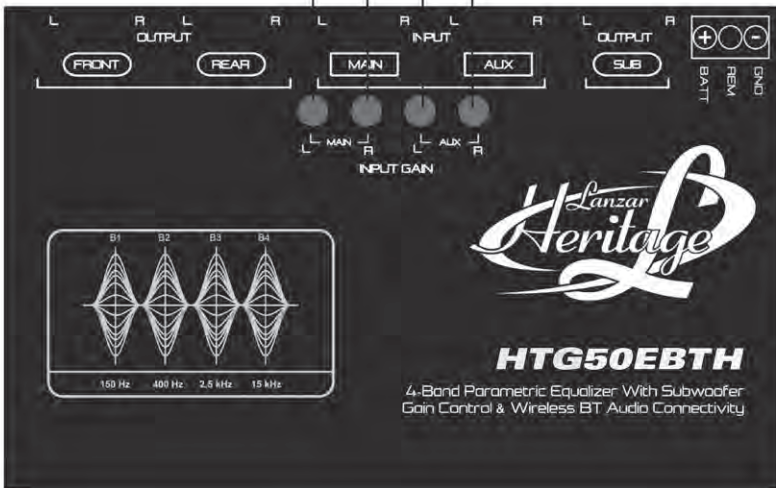 L R L R L R L R L R
OUTPUT INPUT OUTPUT
FRONT REAR MAIN AUX SUB
BATT REM GND
L MAIN R L AUX R
INPUT GAIN
Lanzar
Heritage
B1 B2 B3 B4
150 Hz 400 Hz 2,5 kHz 15 kHz
HTG50EBTH
4-Band Parametric Equalizer With Subwoofer
Gain Control & Wireless BT Audio Connectivity